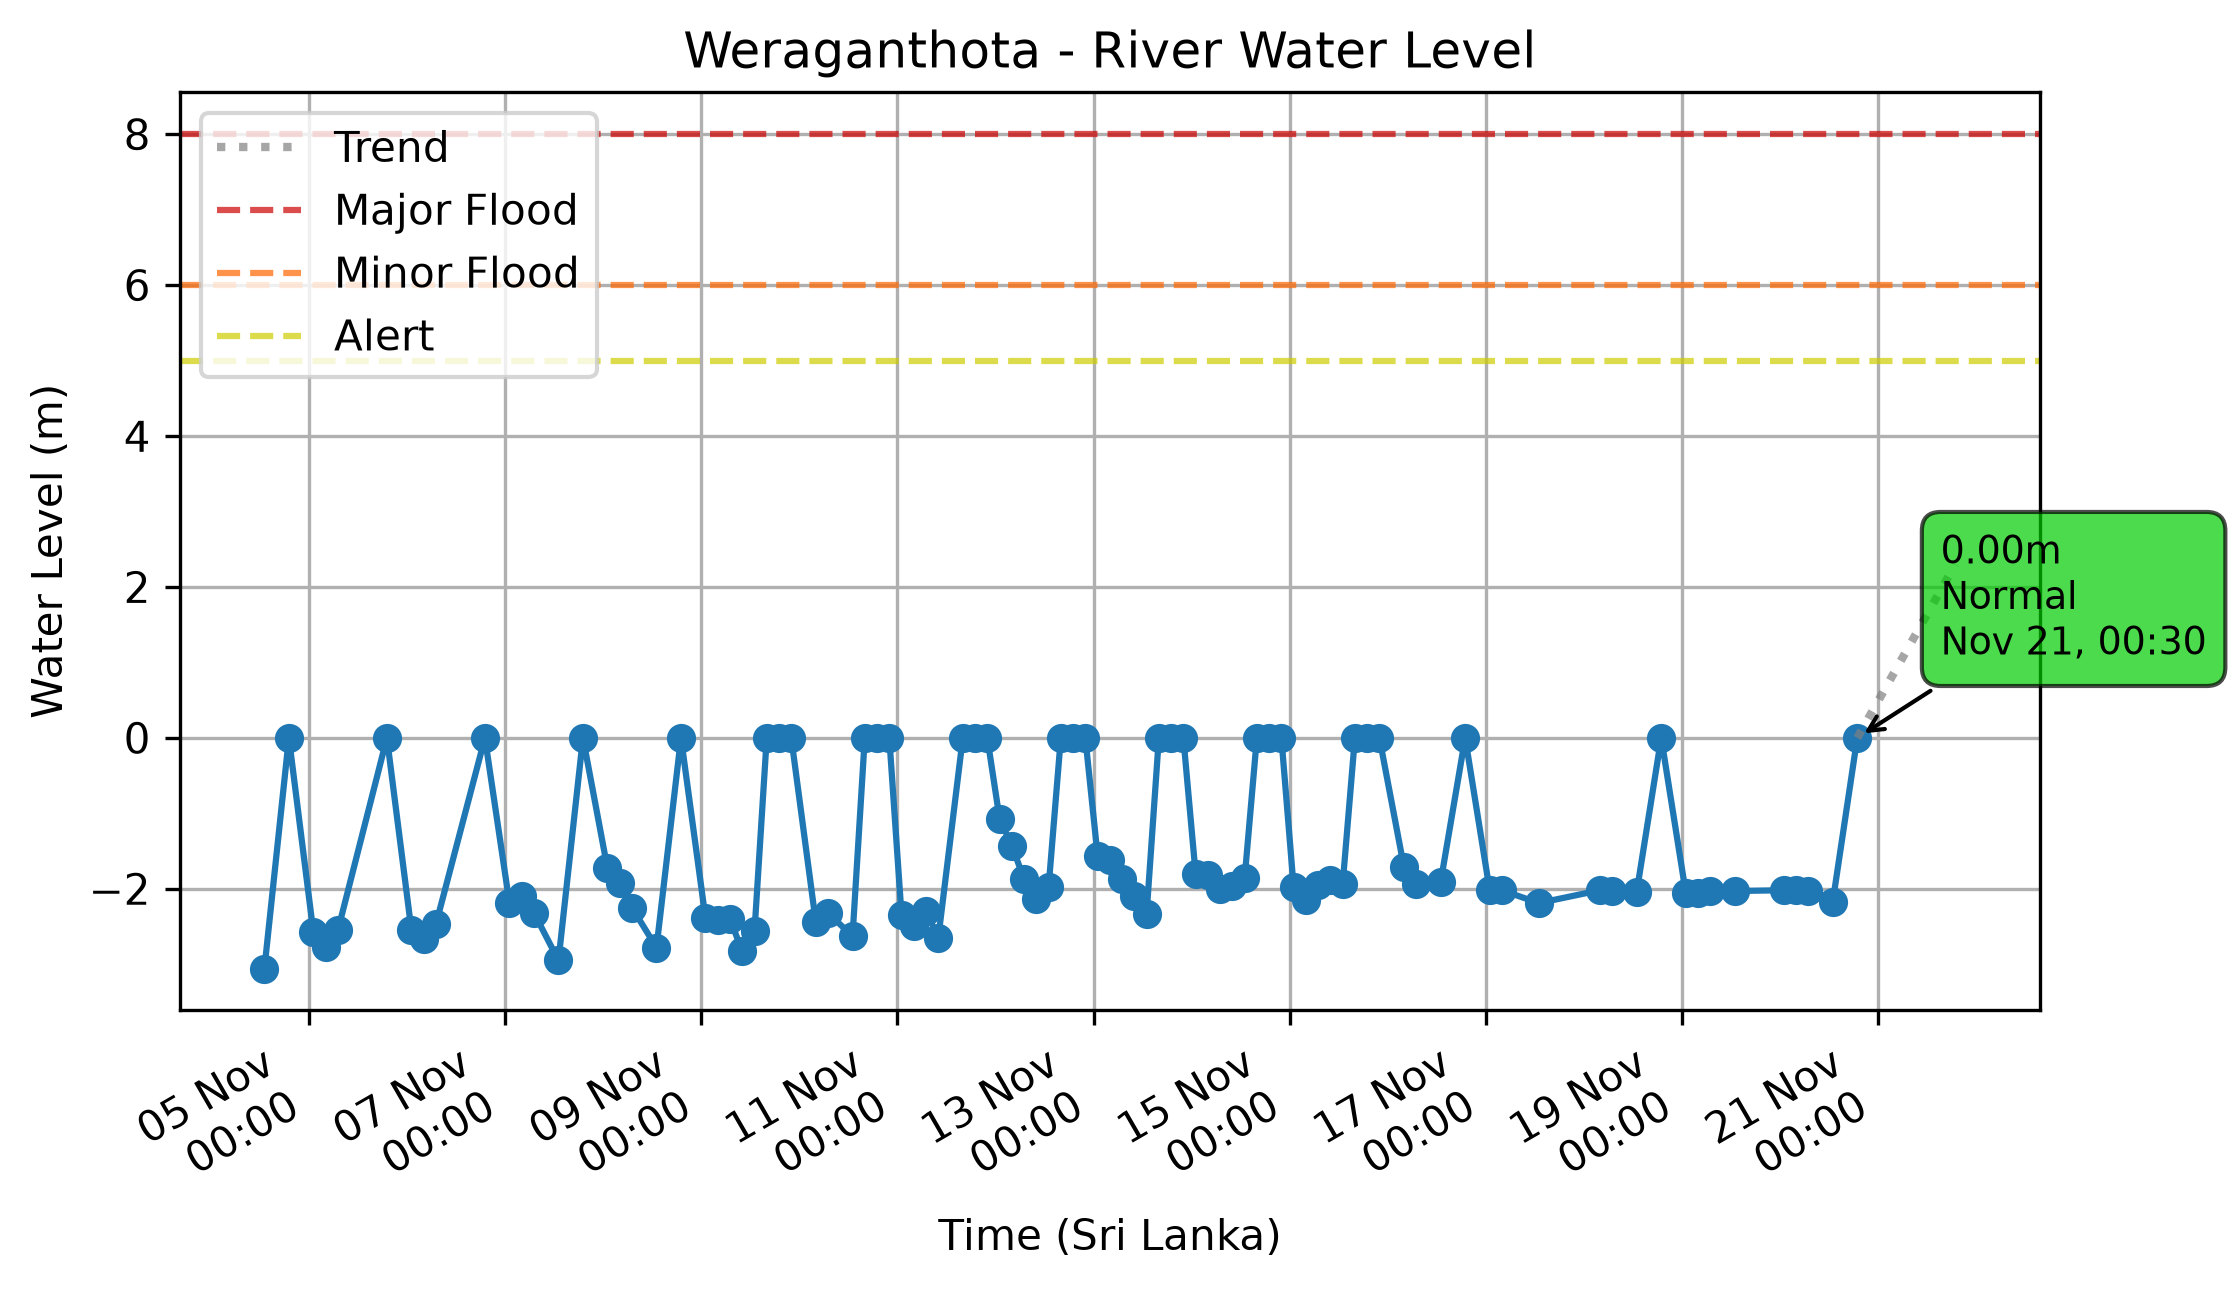 Weraganthota - River Water Level
Trend
Major Flood
Minor Flood
Alert
8
6
4
2
0
−2
Water Level (m)
0.00m
Normal
Nov 21, 00:30
05 Nov
00:00
07 Nov
00:00
09 Nov
00:00
11 Nov
00:00
13 Nov
00:00
15 Nov
00:00
17 Nov
00:00
19 Nov
00:00
21 Nov
00:00
Time (Sri Lanka)